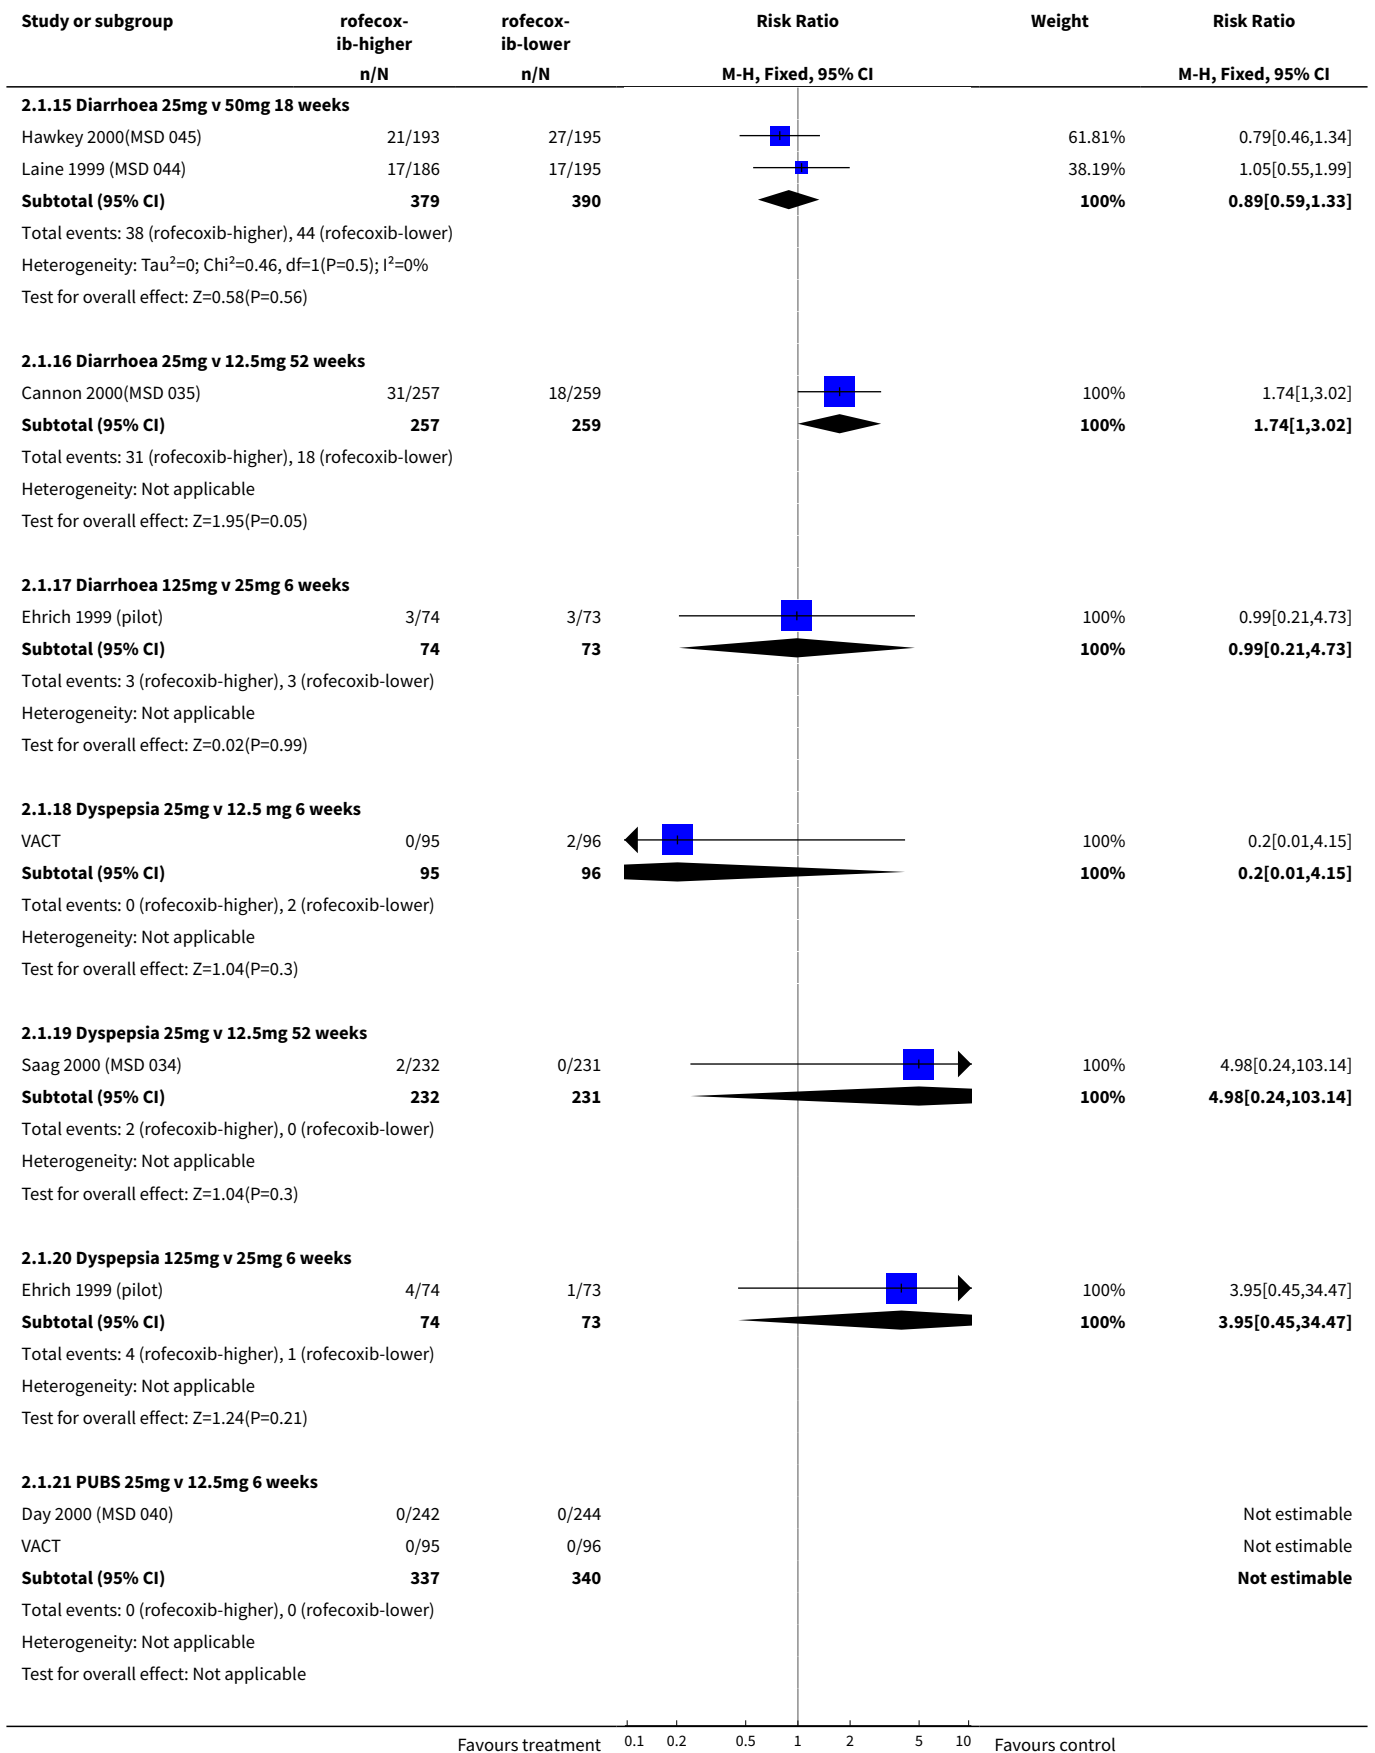 Study or subgroup rofecox- rofecox- Risk Ratio Weight Risk Ratio
ib-higher ib-lower
n/N n/N M-H, Fixed, 95% CI M-H, Fixed, 95% CI
2.1.15 Diarrhoea 25mg v 50mg 18 weeks
Hawkey 2000(MSD 045) 21/193 27/195 61.81% 0.79[0.46,1.34]
Laine 1999 (MSD 044) 17/186 17/195 38.19% 1.05[0.55,1.99]
Subtotal (95% CI) 379 390 100% 0.89[0.59,1.33]
Total events: 38 (rofecoxib-higher), 44 (rofecoxib-lower)
Heterogeneity: Tau²=0; Chi²=0.46, df=1(P=0.5); I²=0%
Test for overall effect: Z=0.58(P=0.56)
2.1.16 Diarrhoea 25mg v 12.5mg 52 weeks
Cannon 2000(MSD 035) 31/257 18/259 100% 1.74[1,3.02]
Subtotal (95% CI) 257 259 100% 1.74[1,3.02]
Total events: 31 (rofecoxib-higher), 18 (rofecoxib-lower)
Heterogeneity: Not applicable
Test for overall effect: Z=1.95(P=0.05)
2.1.17 Diarrhoea 125mg v 25mg 6 weeks
Ehrich 1999 (pilot) 3/74 3/73 100% 0.99[0.21,4.73]
Subtotal (95% CI) 74 73 100% 0.99[0.21,4.73]
Total events: 3 (rofecoxib-higher), 3 (rofecoxib-lower)
Heterogeneity: Not applicable
Test for overall effect: Z=0.02(P=0.99)
2.1.18 Dyspepsia 25mg v 12.5 mg 6 weeks
VACT 0/95 2/96 100% 0.2[0.01,4.15]
Subtotal (95% CI) 95 96 100% 0.2[0.01,4.15]
Total events: 0 (rofecoxib-higher), 2 (rofecoxib-lower)
Heterogeneity: Not applicable
Test for overall effect: Z=1.04(P=0.3)
2.1.19 Dyspepsia 25mg v 12.5mg 52 weeks
Saag 2000 (MSD 034) 2/232 0/231 100% 4.98[0.24,103.14]
Subtotal (95% CI) 232 231 100% 4.98[0.24,103.14]
Total events: 2 (rofecoxib-higher), 0 (rofecoxib-lower)
Heterogeneity: Not applicable
Test for overall effect: Z=1.04(P=0.3)
2.1.20 Dyspepsia 125mg v 25mg 6 weeks
Ehrich 1999 (pilot) 4/74 1/73 100% 3.95[0.45,34.47]
Subtotal (95% CI) 74 73 100% 3.95[0.45,34.47]
Total events: 4 (rofecoxib-higher), 1 (rofecoxib-lower)
Heterogeneity: Not applicable
Test for overall effect: Z=1.24(P=0.21)
2.1.21 PUBS 25mg v 12.5mg 6 weeks
Day 2000 (MSD 040) 0/242 0/244 Not estimable
VACT 0/95 0/96 Not estimable
Subtotal (95% CI) 337 340 Not estimable
Total events: 0 (rofecoxib-higher), 0 (rofecoxib-lower)
Heterogeneity: Not applicable
Test for overall effect: Not applicable
Favours treatment 0.1 0.2 0.5 1 2 5 10 Favours control